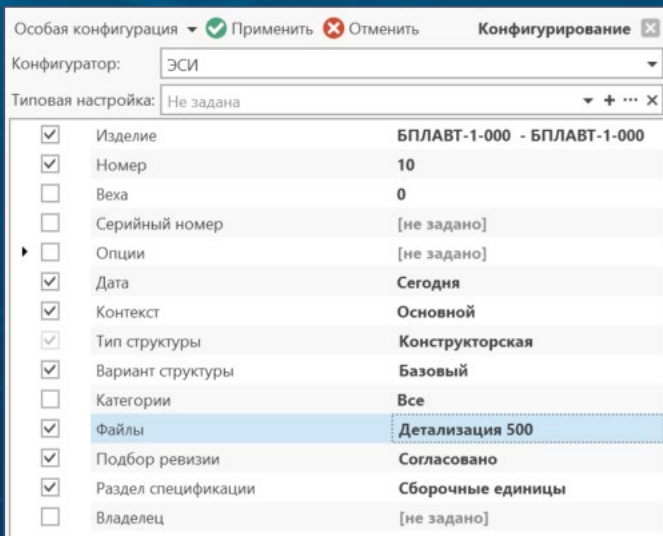 Особая конфигурация Применить Отменить Конфигурирование
Конфигуратор: ЭСИ
Типовая настройка: Не задана
Изделие БПЛАВТ-1-000 - БПЛАВТ-1-000
Номер 10
Веха 0
Серийный номер [не задано]
Опции [не задано]
Дата Сегодня
Контекст Основной
Тип структуры Конструкторская
Вариант структуры Базовый
Категории Все
Файлы Детализация 500
Подбор ревизии Согласовано
Раздел спецификации Сборочные единицы
Владелец [не задано]